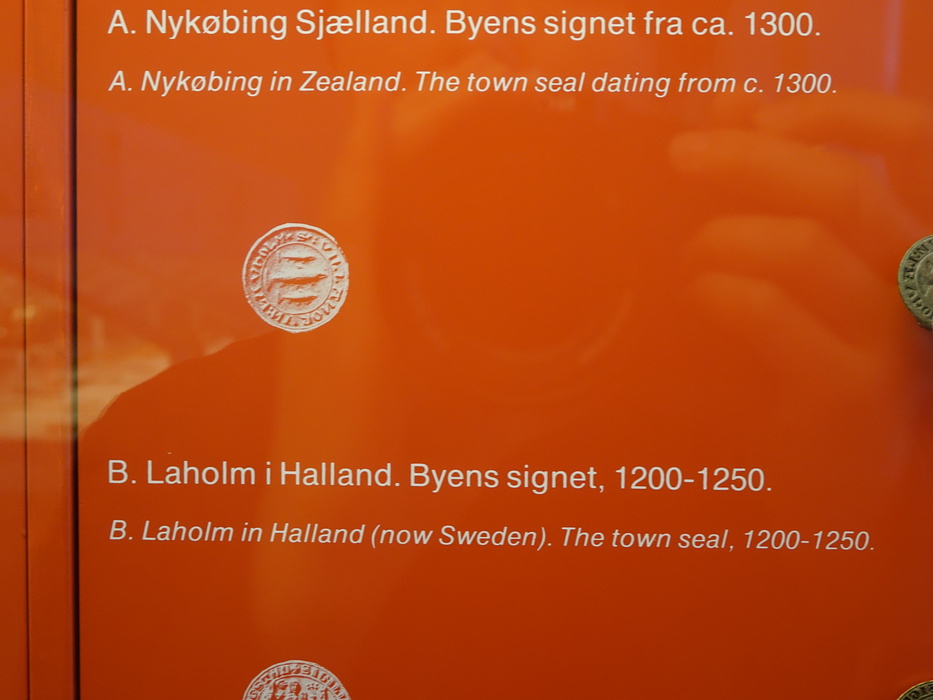 A. Nykøbing Sjælland. Byens signet fra ca. 1300.
A. Nykøbing in Zealand. The town seal dating from c. 1300.
B. Laholm i Halland. Byens signet, 1200-1250.
B. Laholm in Halland (now Sweden). The town seal, 1200-1250.